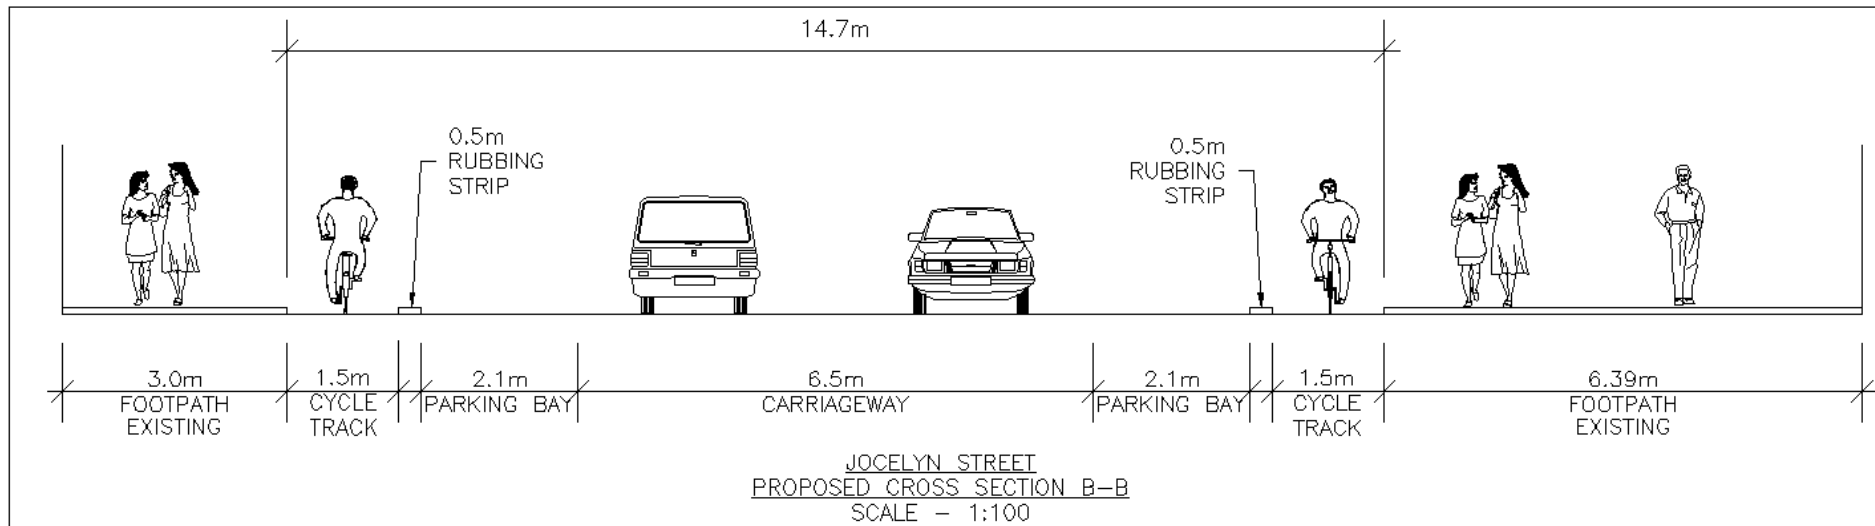 14.7m
0.5m
RUBBING
STRIP
0.5m
RUBBING
STRIP
3.0m
FOOTPATH
EXISTING
1.5m
CYCLE
TRACK
2.1m
PARKING BAY
6.5m
CARRIAGEWAY
2.1m
PARKING BAY
1.5m
CYCLE
TRACK
6.39m
FOOTPATH
EXISTING
JOCELYN STREET
PROPOSED CROSS SECTION B-B
SCALE - 1:100